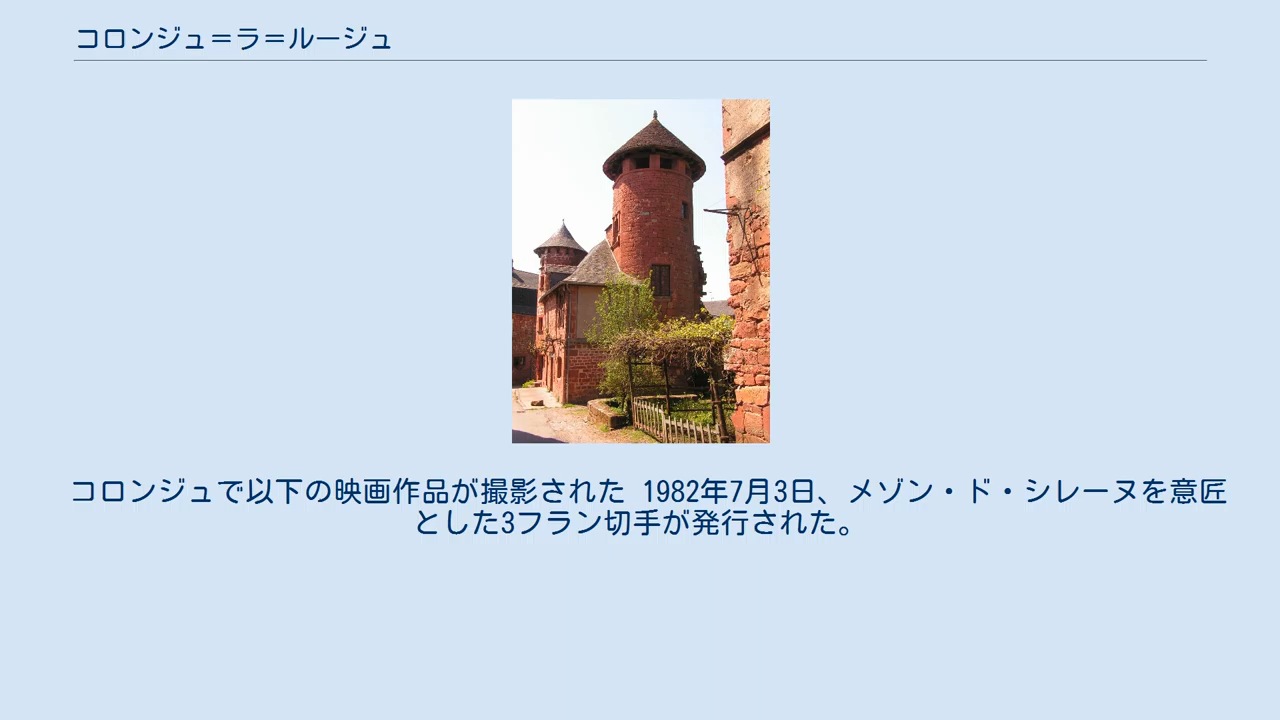 コロンジュ＝ラ＝ルージュ
コロンジュで以下の映画作品が撮影された 1982年7月3日、メゾン・ド・シレーヌを意匠
とした3フラン切手が発行された。